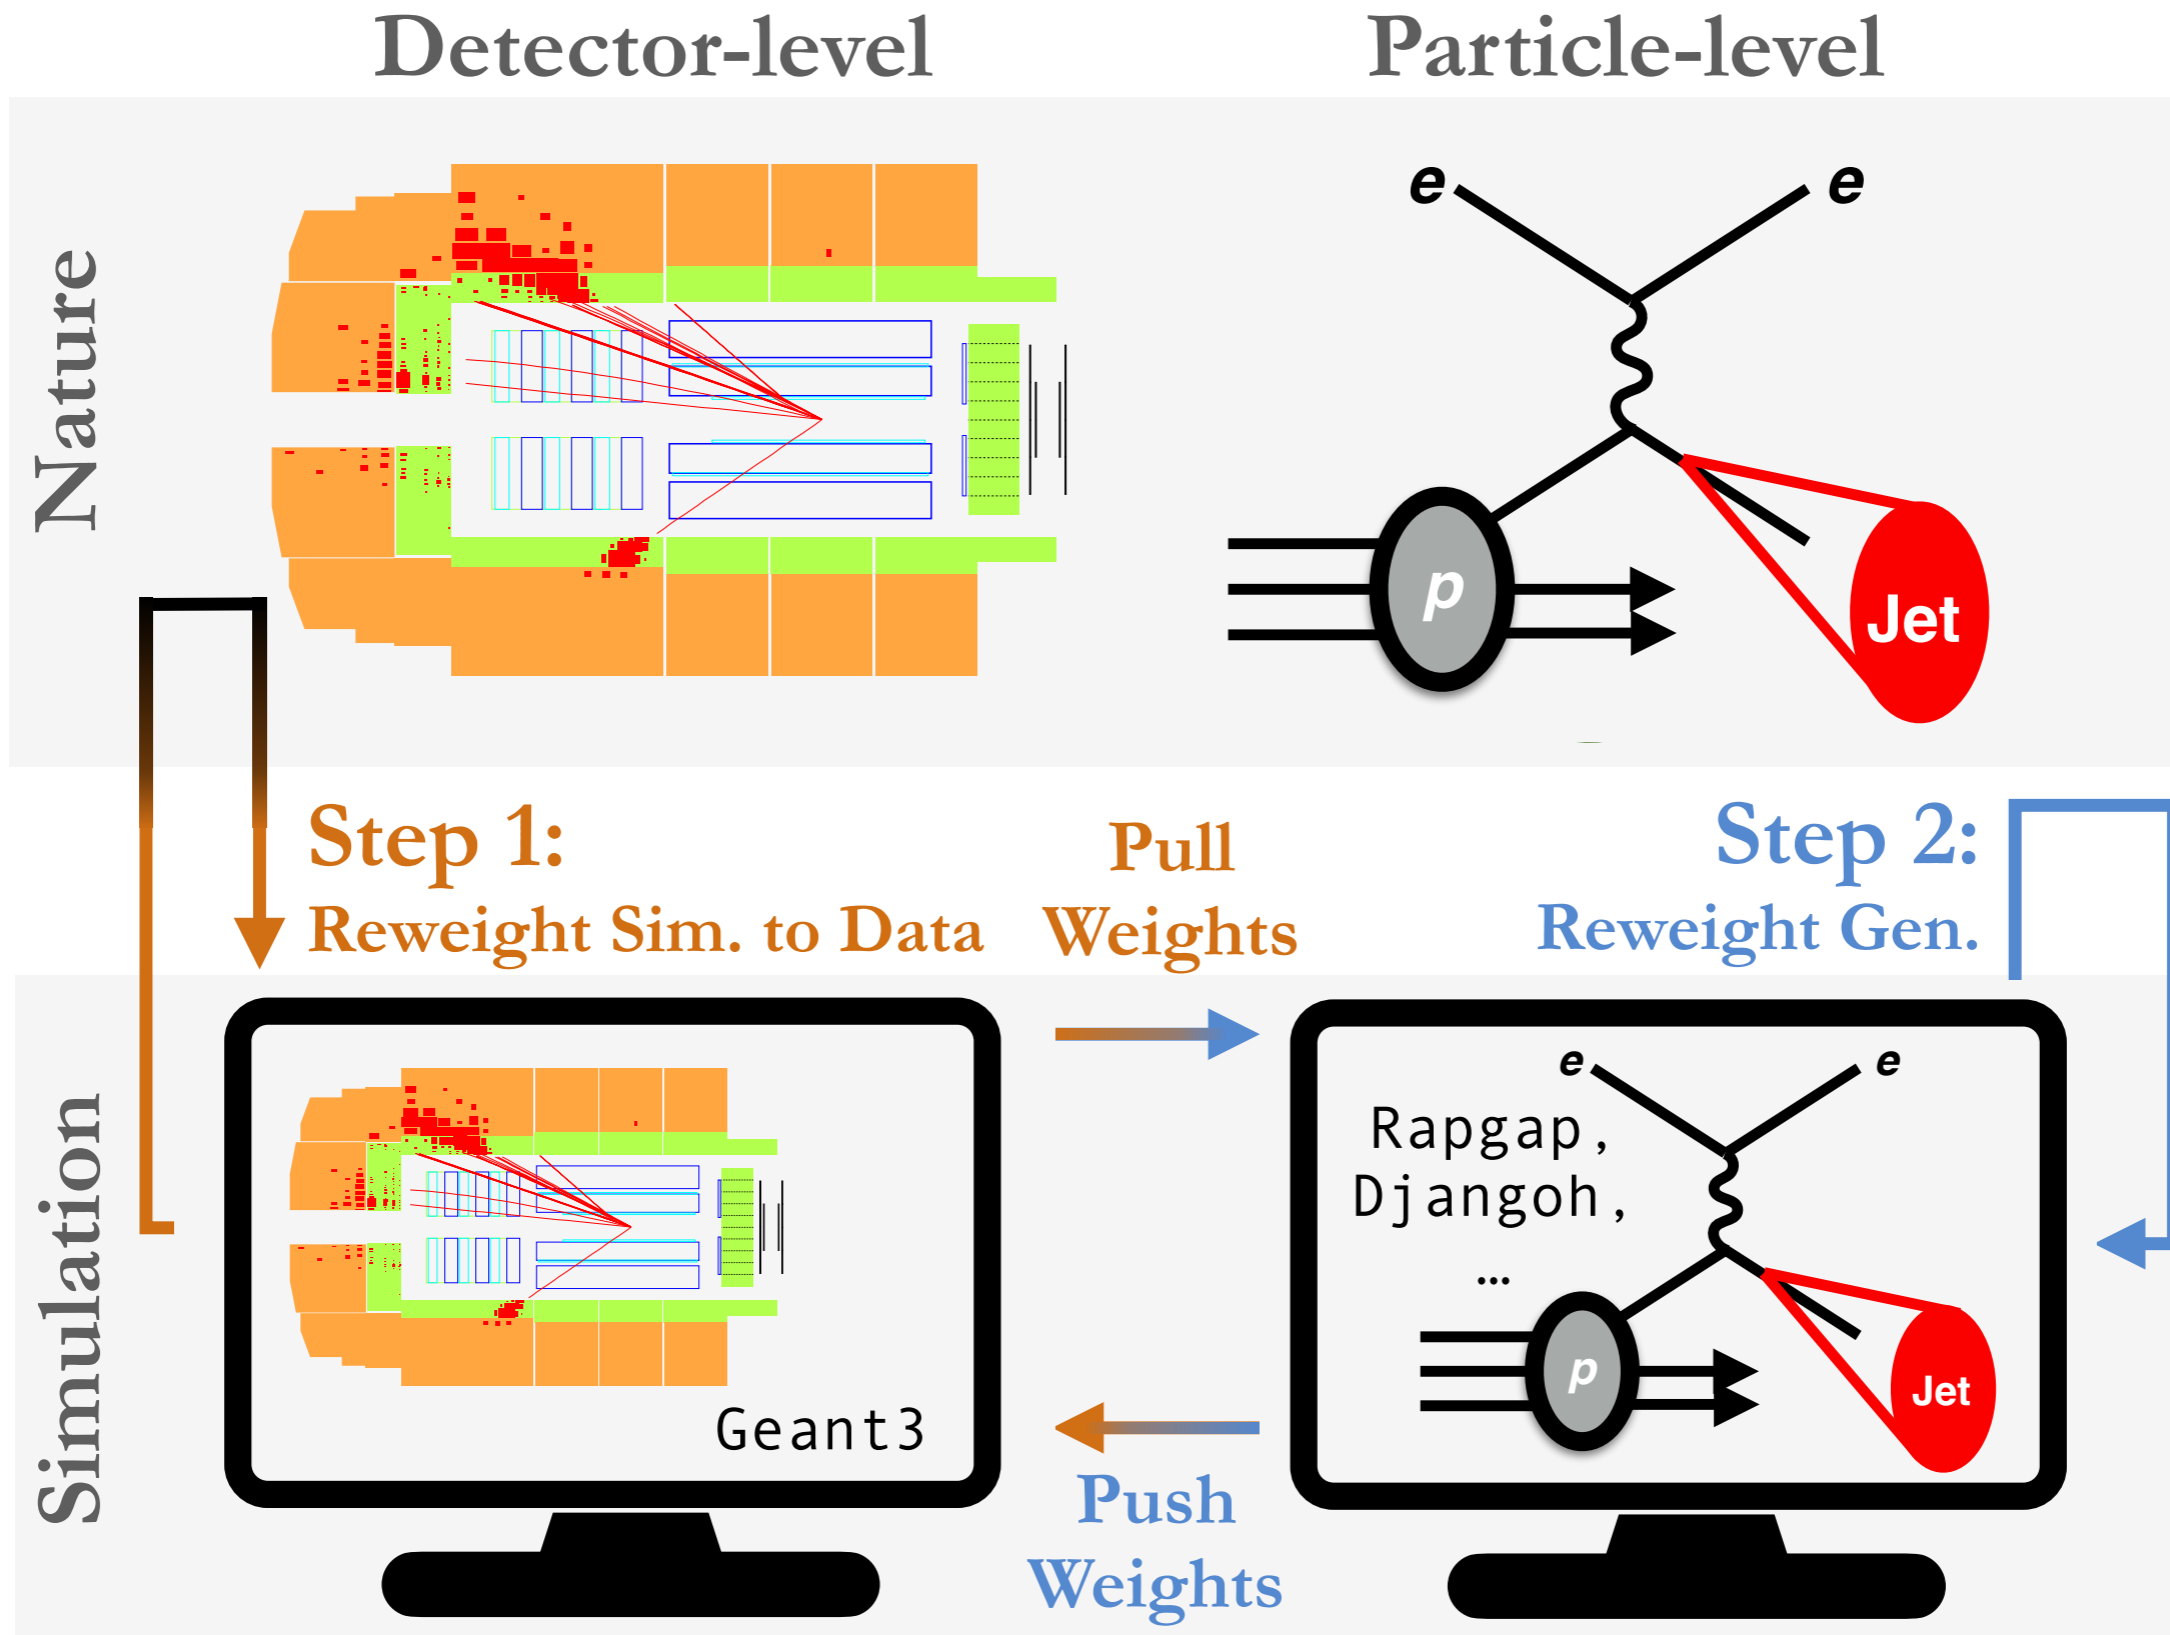 Detector-level
Particle-level
Nature
e
e
p
Jet
Step 1:
Reweight Sim. to Data
Pull
Weights
Step 2:
Reweight Gen.
Simulation
Geant3
Rapgap,
Djangoh,
...
e
e
p
Jet
Push
Weights